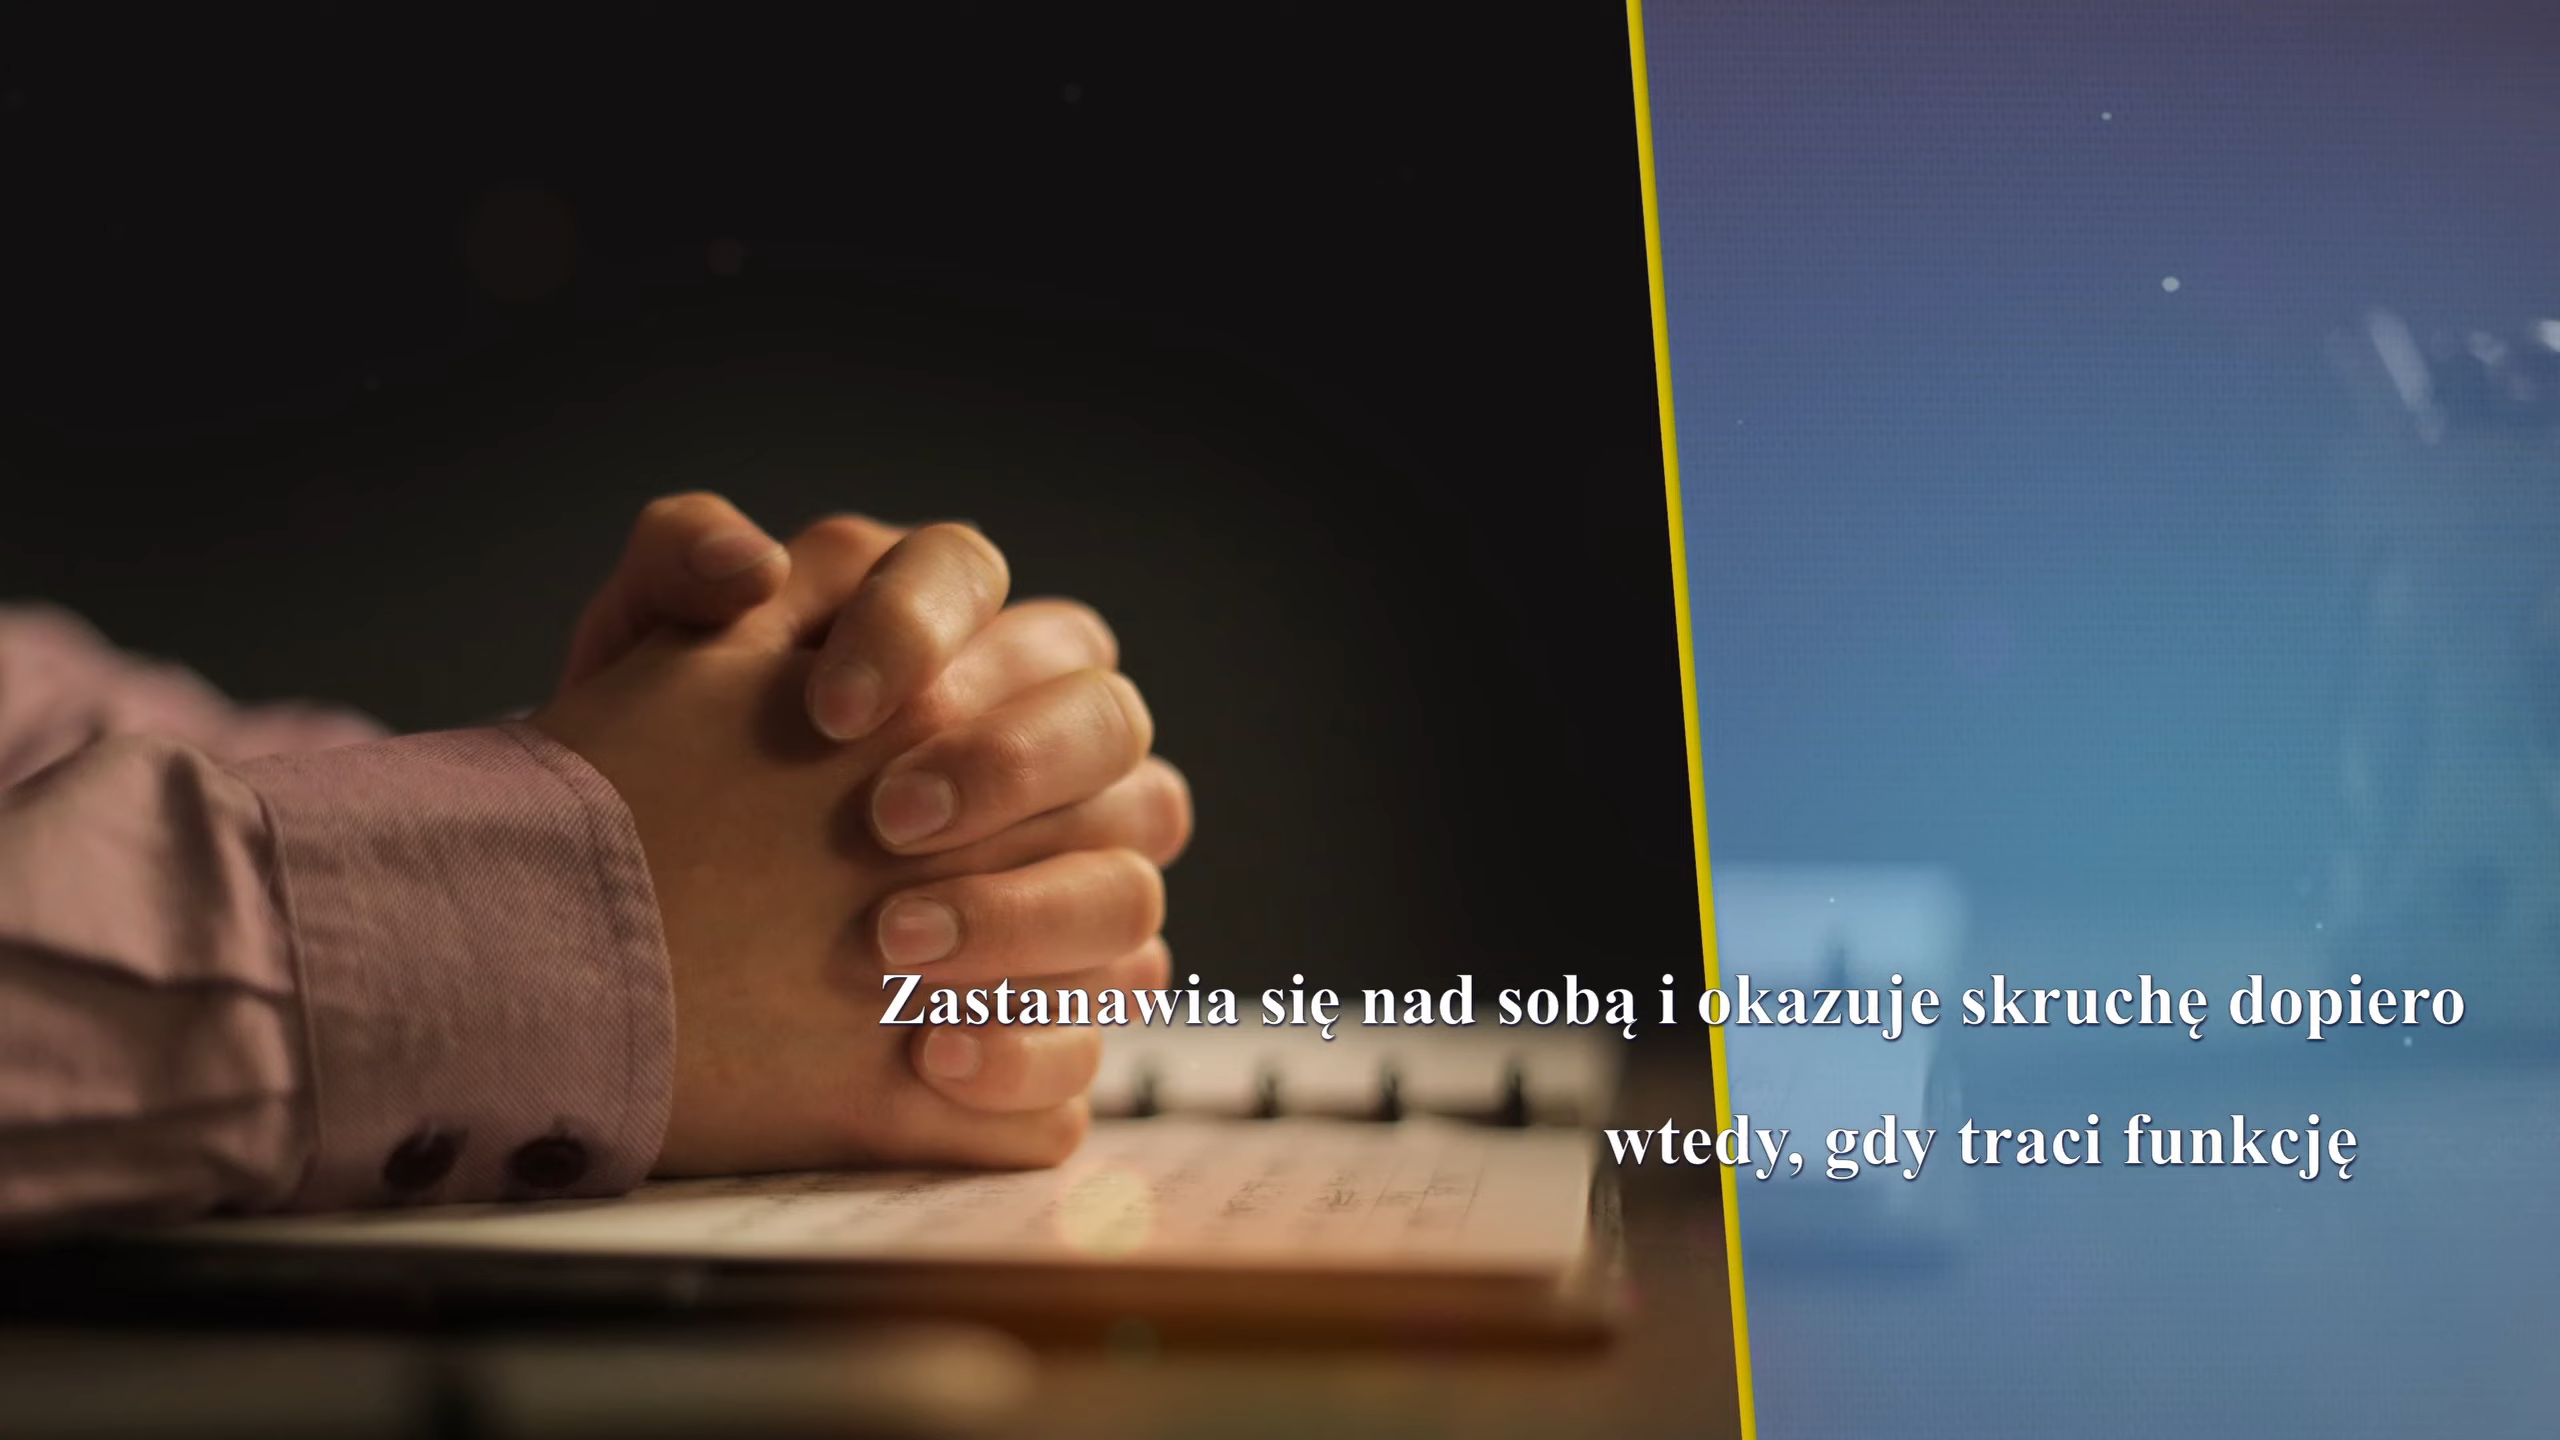 Zastanawia się nad sobą i okazuje skruchę dopiero
wtedy, gdy traci funkcję